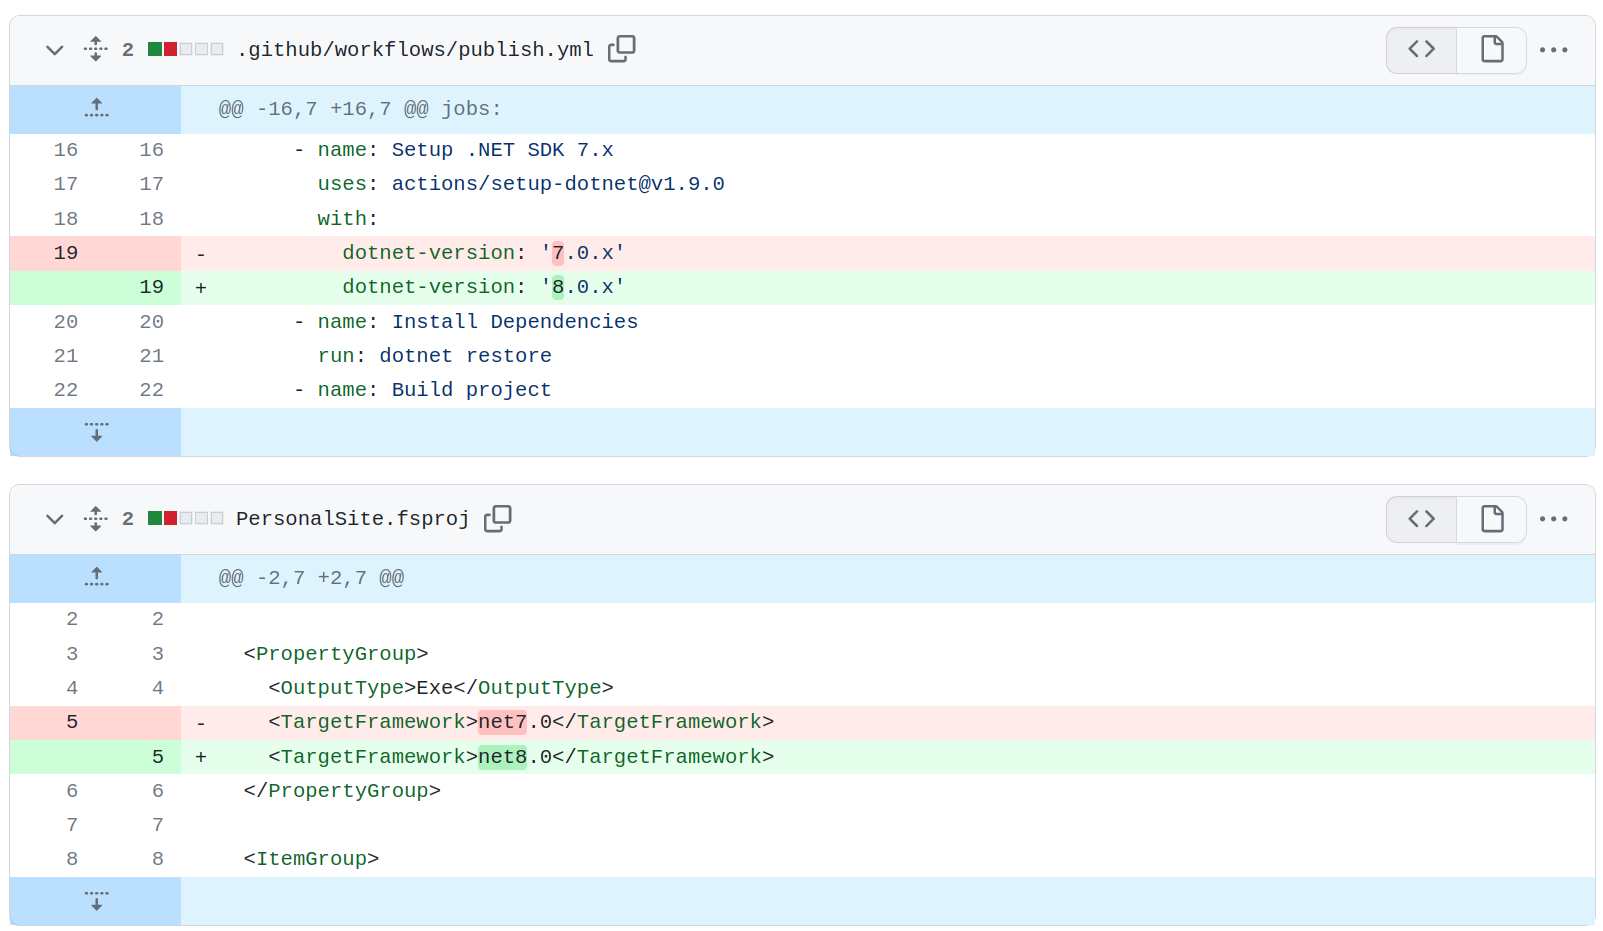 2 .github/workflows/publish.yml
@@ -16,7 +16,7 @@ jobs:
16 16 - name: Setup .NET SDK 7.x
17 17 uses: actions/setup-dotnet@v1.9.0
18 18 with:
19 - dotnet-version: '7.0.x'
19 + dotnet-version: '8.0.x'
20 20 - name: Install Dependencies
21 21 run: dotnet restore
22 22 - name: Build project
2 PersonalSite.fsproj
@@ -2,7 +2,7 @@
2 2
3 3 <PropertyGroup>
4 4 <OutputType>Exe</OutputType>
5 - <TargetFramework>net7.0</TargetFramework>
5 + <TargetFramework>net8.0</TargetFramework>
6 6 </PropertyGroup>
7 7
8 8 <ItemGroup>